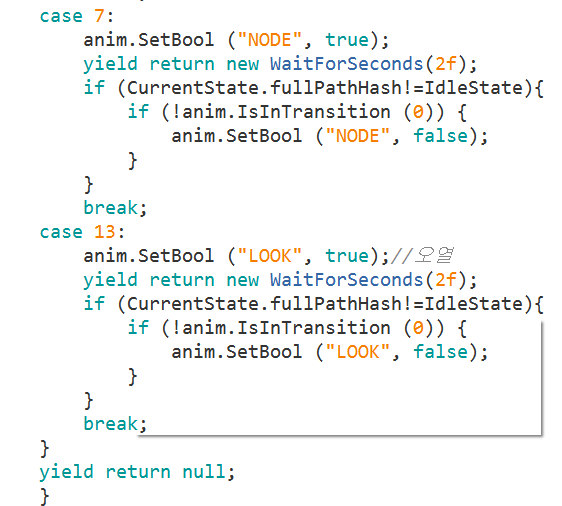 case 7:
    anim.SetBool ("NODE", true);
    yield return new WaitForSeconds(2f);
    if (CurrentState.fullPathHash!=IdleState){
        if (!anim.IsInTransition (0)) {
            anim.SetBool ("NODE", false);
        }
    }
    break;
case 13:
    anim.SetBool ("LOOK", true);//오열
    yield return new WaitForSeconds(2f);
    if (CurrentState.fullPathHash!=IdleState){
        if (!anim.IsInTransition (0)) {
            anim.SetBool ("LOOK", false);
        }
    }
    break;
}
yield return null;
}